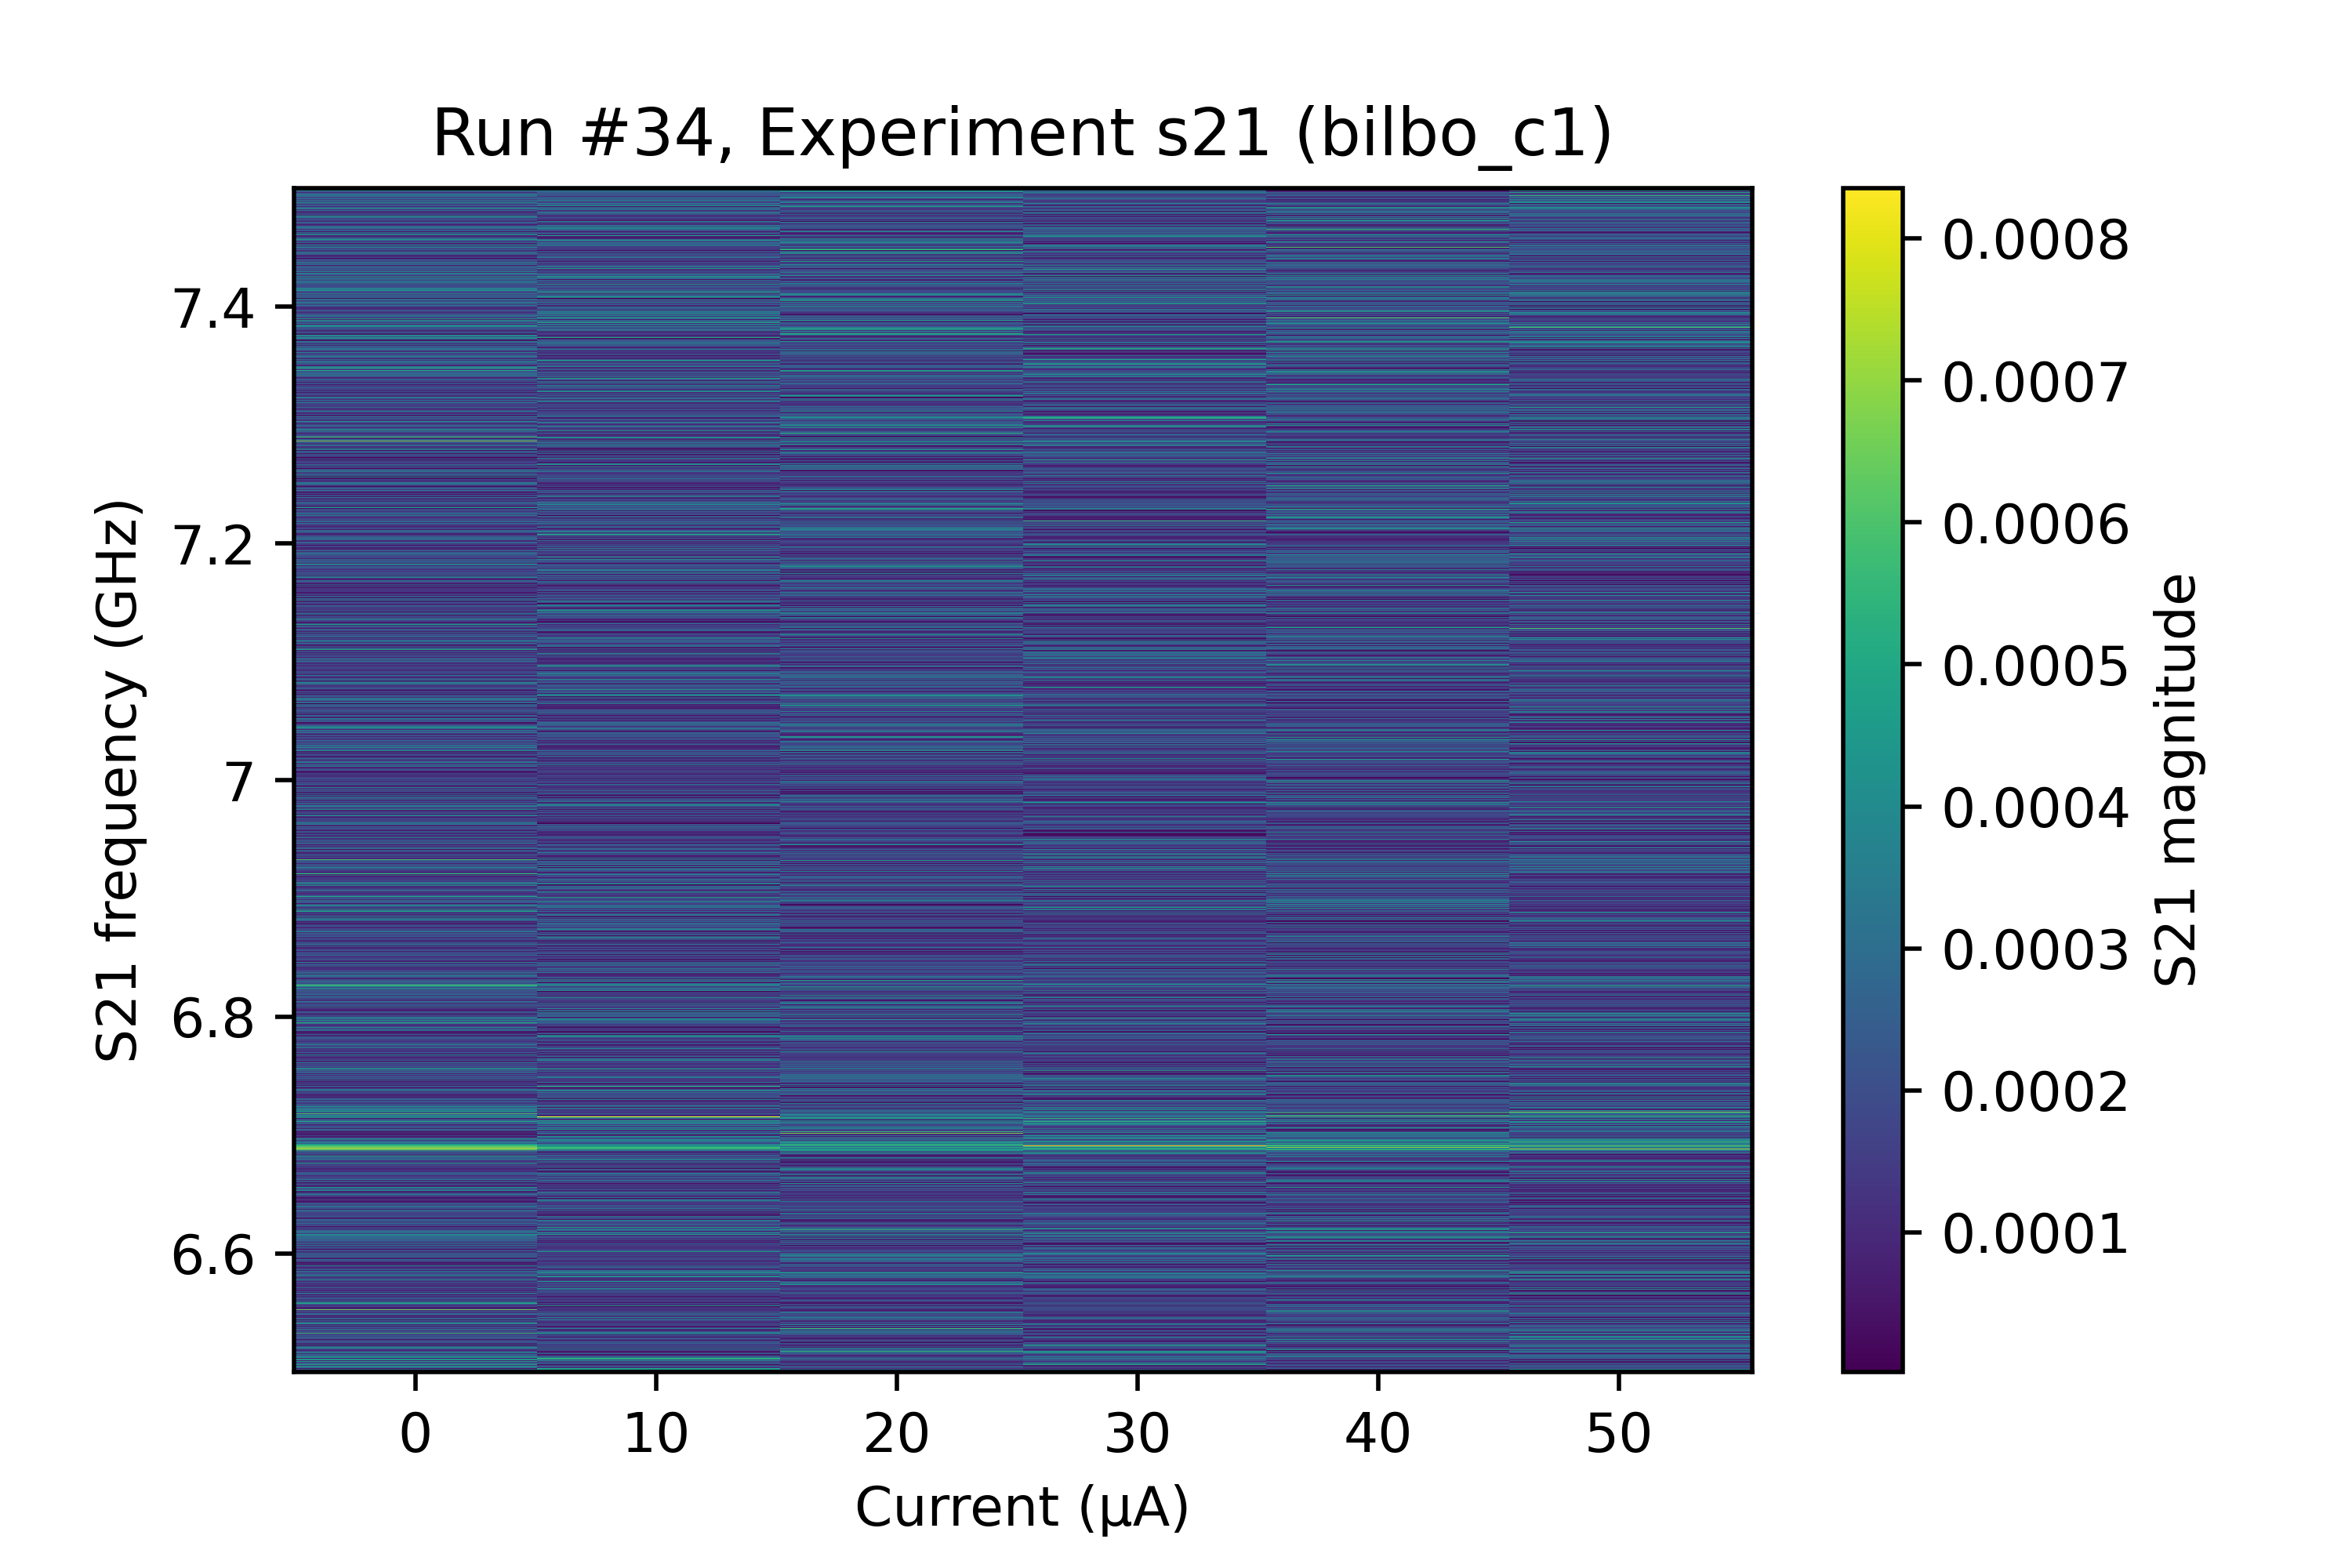 Run #34, Experiment s21 (bilbo_c1)
S21 frequency (GHz)
7.4
7.2
7
6.8
6.6
0 10 20 30 40 50
Current (µA)
0.0008
0.0007
0.0006
0.0005
0.0004
0.0003
0.0002
0.0001
S21 magnitude